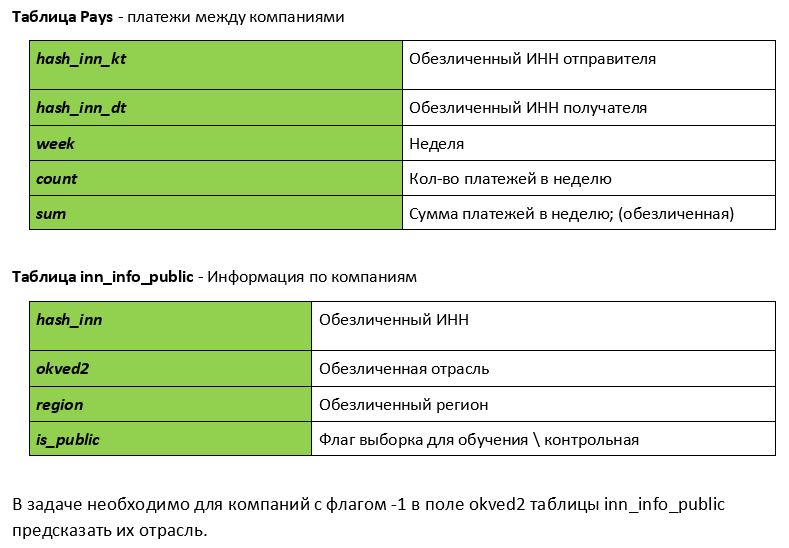 Таблица Pays - платежи между компаниями
hash_inn_kt Обезличенный ИНН отправителя
hash_inn_dt Обезличенный ИНН получателя
week Неделя
count Кол-во платежей в неделю
sum Сумма платежей в неделю; (обезличенная)
Таблица inn_info_public - Информация по компаниям
hash_inn Обезличенный ИНН
okved2 Обезличенная отрасль
region Обезличенный регион
is_public Флаг выборка для обучения \ контрольная
В задаче необходимо для компаний с флагом -1 в поле okved2 таблицы inn_info_public
предсказать их отрасль.